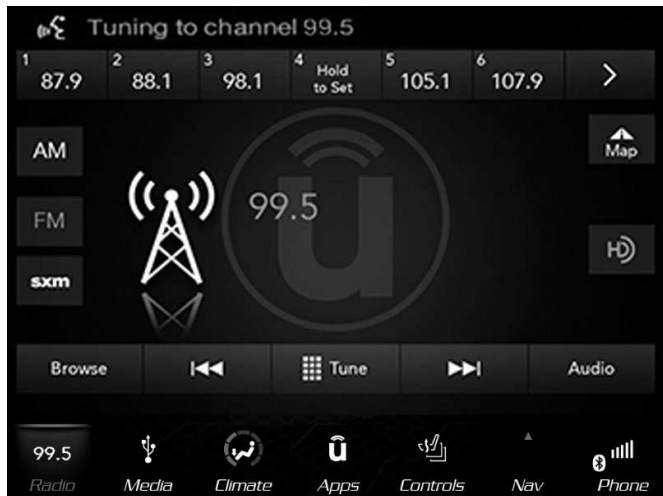 Tuning to channel 99.5
1 87.9 2 88.1 3 98.1 4 Hold to Set 5 105.1 6 107.9
AM
Map
99.5
FM
HD
sxm
û
Browse Tune Audio
99.5 û
Radio Media Climate Apps Controls Nav Phone